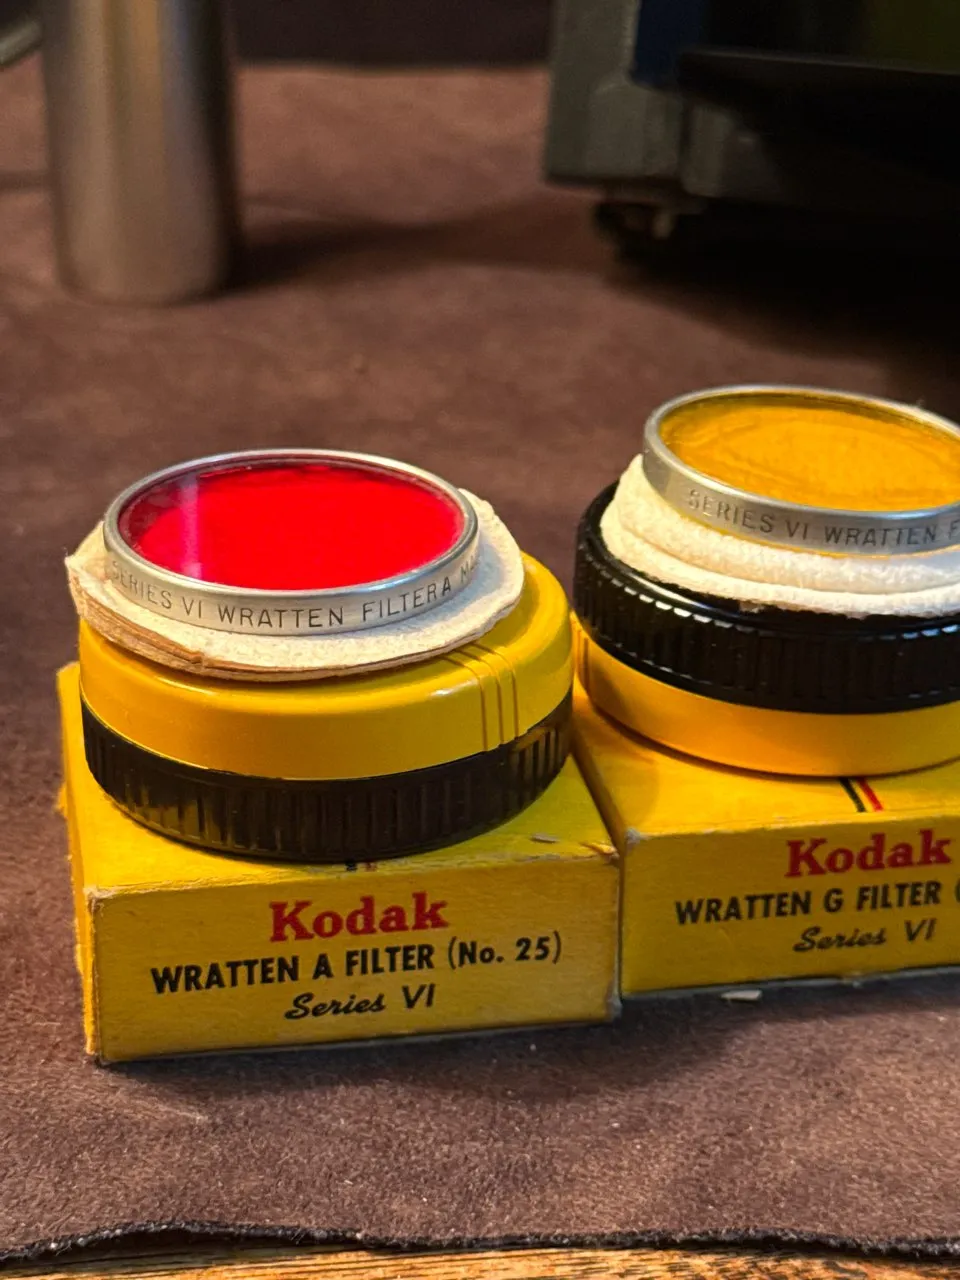 SERIES VI WRATTEN FILTER A
SERIES VI WRATTEN
Kodak
WRATTEN A FILTER (No. 25)
Series VI
Kodak
WRATTEN G FILTER
Series VI